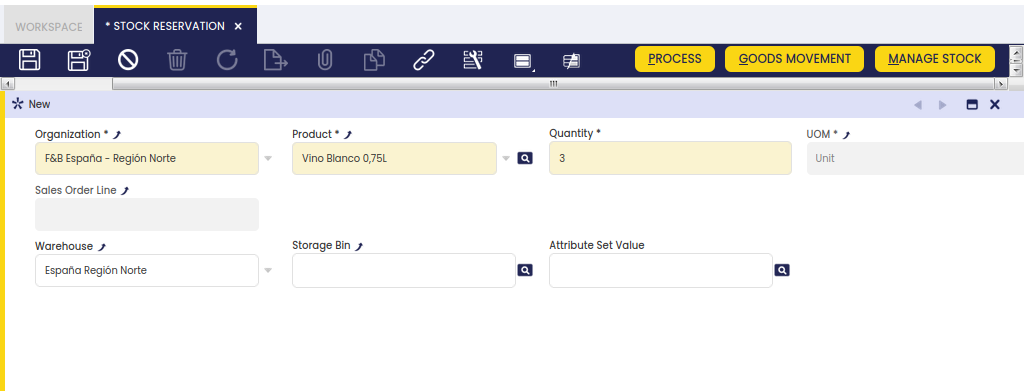 WORKSPACE
* STOCK RESERVATION
PROCESS
GOODS MOVEMENT
MANAGE STOCK
New
Organization *
Product *
Quantity *
UOM *
F&B España - Región Norte
Vino Blanco 0,75L
3
Unit
Sales Order Line
Warehouse
Storage Bin
Attribute Set Value
España Región Norte